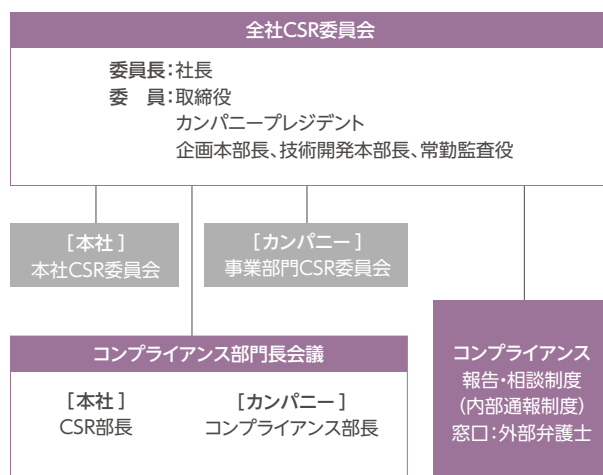 全社CSR委員会
委員長：社長
委　員：取締役
カンパニープレジデント
企画本部長、技術開発本部長、常勤監査役
［本社］
本社CSR委員会
［カンパニー］
事業部門CSR委員会
コンプライアンス部門長会議
［本社］
CSR部長
［カンパニー］
コンプライアンス部長
コンプライアンス
報告・相談制度
（内部通報制度）
窓口：外部弁護士